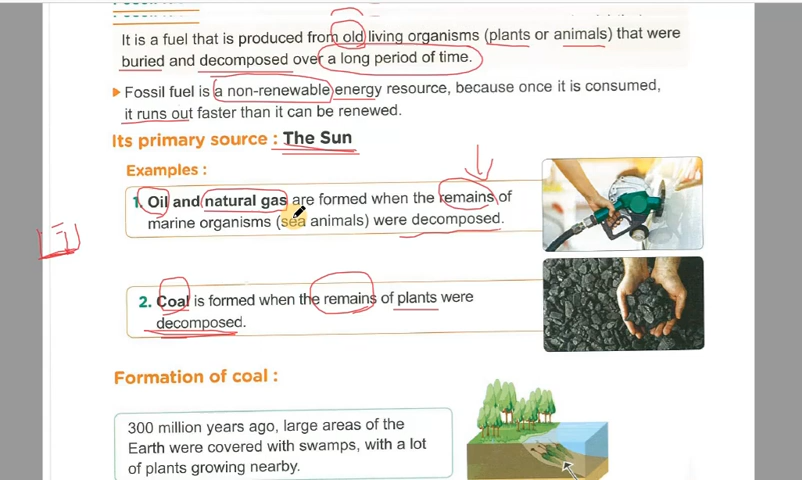 It is a fuel that is produced from old living organisms (plants or animals) that were
buried and decomposed over a long period of time.
Fossil fuel is a non-renewable energy resource, because once it is consumed,
it runs out faster than it can be renewed.
Its primary source : The Sun
Examples :
1. Oil and natural gas are formed when the remains of
marine organisms (sea animals) were decomposed.
2. Coal is formed when the remains of plants were
decomposed.
Formation of coal :
300 million years ago, large areas of the
Earth were covered with swamps, with a lot
of plants growing nearby.